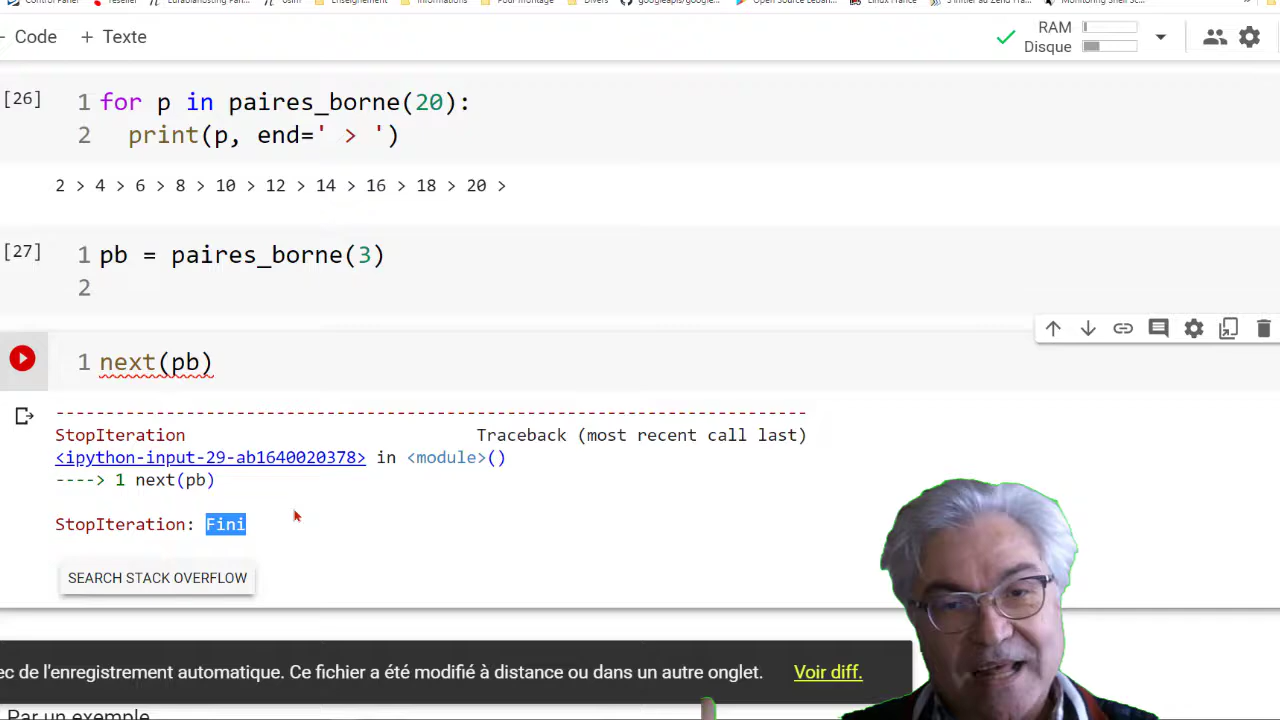 Code + Texte
RAM
Disque
[26]
1 for p in paires_borne(20):
2 print(p, end=' > ')
2 > 4 > 6 > 8 > 10 > 12 > 14 > 16 > 18 > 20 >
[27]
1 pb = paires_borne(3)
2
1 next(pb)
---------------------------------------------------------------------------
StopIteration Traceback (most recent call last)
<ipython-input-29-ab1640020378> in <module>()
----> 1 next(pb)
StopIteration: Fini
SEARCH STACK OVERFLOW
ec de l'enregistrement automatique. Ce fichier a été modifié à distance ou dans un autre onglet. Voir diff.
Par un exemple